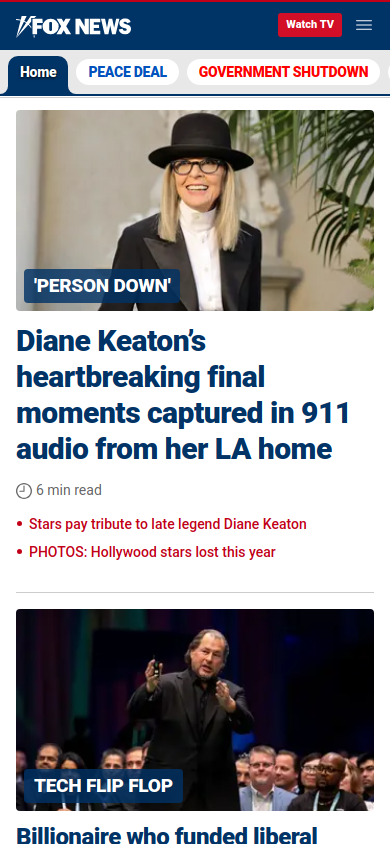 FOX NEWS
Watch TV
Home
PEACE DEAL
GOVERNMENT SHUTDOWN
'PERSON DOWN'
Diane Keaton’s
heartbreaking final
moments captured in 911
audio from her LA home
6 min read
Stars pay tribute to late legend Diane Keaton
PHOTOS: Hollywood stars lost this year
TECH FLIP FLOP
Billionaire who funded liberal